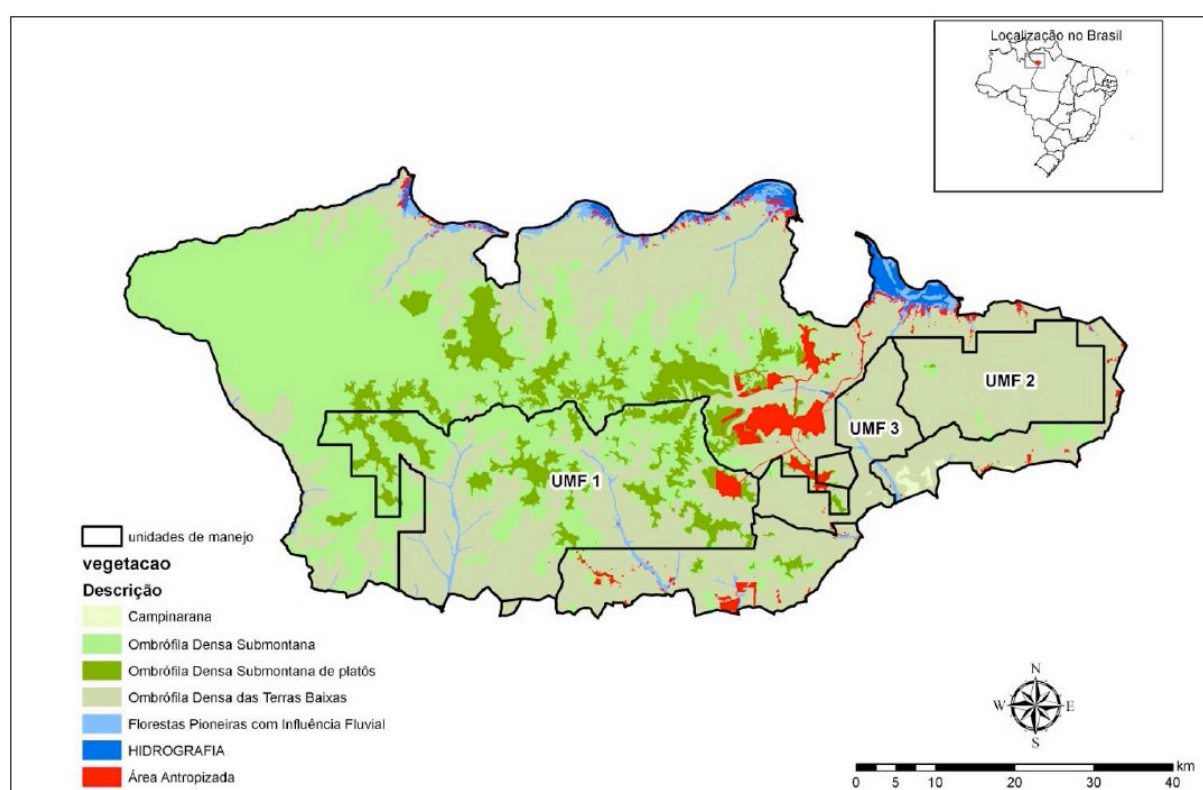 Localização no Brasil
UMF 2
UMF 3
UMF 1
unidades de manejo
vegetacao
Descrição
Campinarana
Ombrófila Densa Submontana
Ombrófila Densa Submontana de platôs
Ombrófila Densa das Terras Baixas
Florestas Pioneiras com Influência Fluvial
HIDROGRAFIA
Área Antropizada
N
W E
S
km
0 5 10 20 30 40